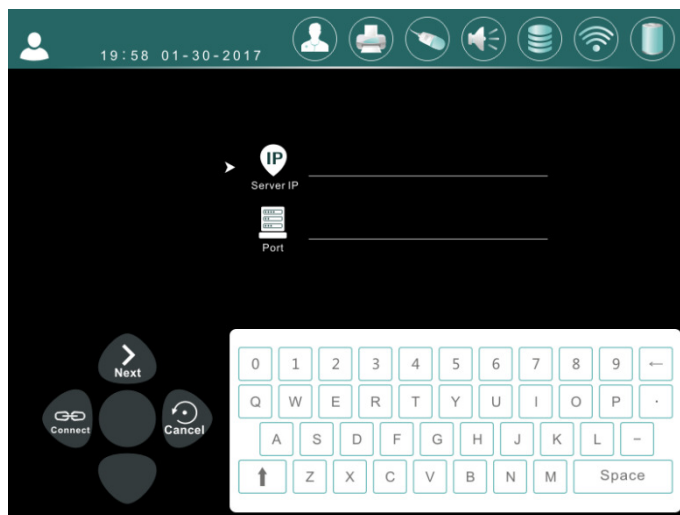 19:58 01-30-2017
IP
Server IP
Port
Next
Connect
Cancel
0 1 2 3 4 5 6 7 8 9 ←
Q W E R T Y U I O P .
A S D F G H J K L -
Z X C V B N M Space